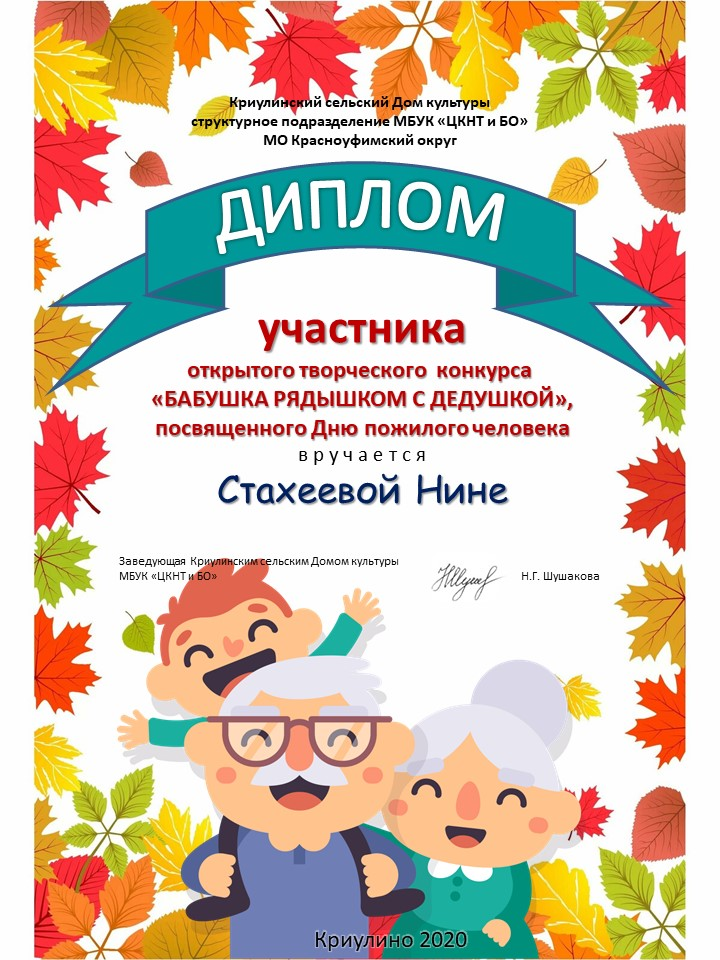 Криулинский сельский Дом культуры
структурное подразделение МБУК «ЦКНТ и БО»
МО Красноуфимский округ
ДИПЛОМ
участника
открытого творческого конкурса
«БАБУШКА РЯДЫШКОМ С ДЕДУШКОЙ»,
посвященного Дню пожилого человека
вручается
Стахеевой Нине
Заведующая Криулинским сельским Домом культуры
МБУК «ЦКНТ и БО»
Н.Г. Шушакова
Криулино 2020